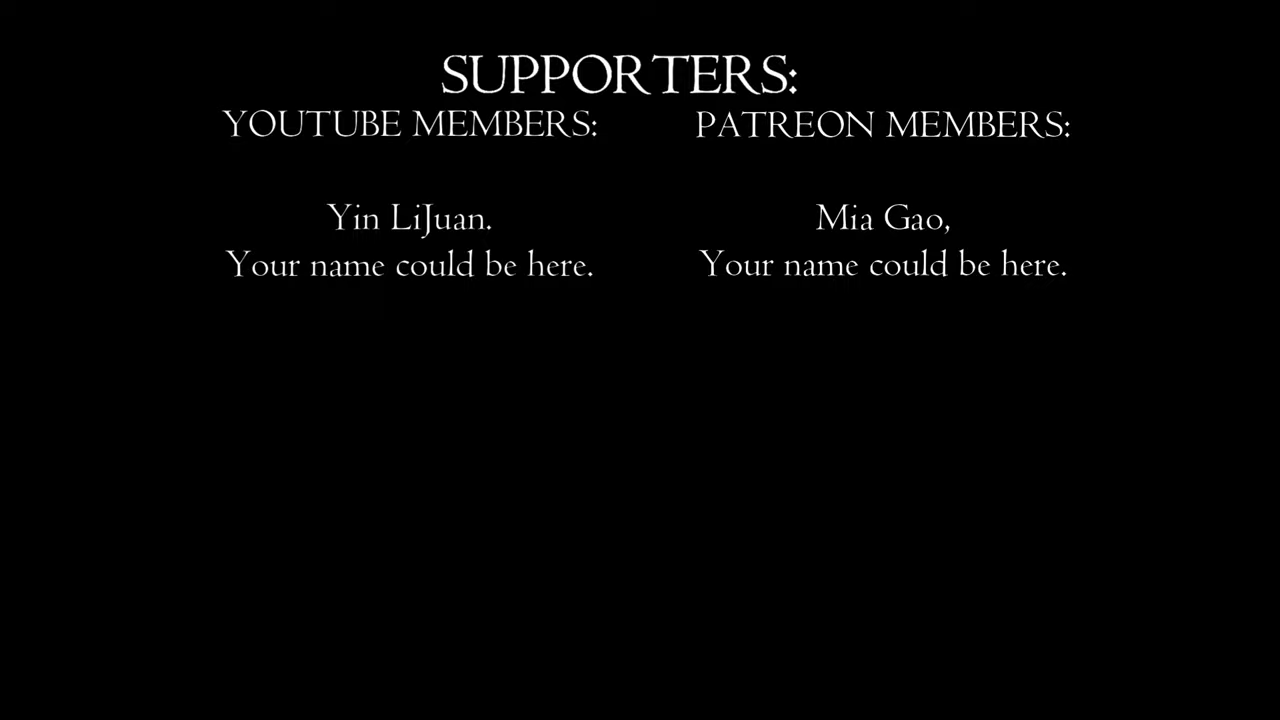 SUPPORTERS:
YOUTUBE MEMBERS:
Yin LiJuan.
Your name could be here.
PATREON MEMBERS:
Mia Gao,
Your name could be here.